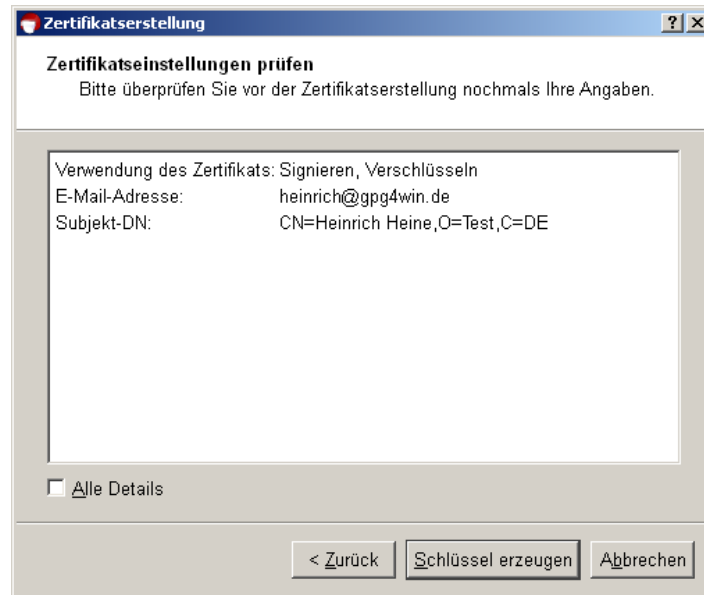 Zertifikatserstellung
Zertifikatseinstellungen prüfen
Bitte überprüfen Sie vor der Zertifikatserstellung nochmals Ihre Angaben.
Verwendung des Zertifikats: Signieren, Verschlüsseln
E-Mail-Adresse: heinrich@gpg4win.de
Subjekt-DN: CN=Heinrich Heine,O=Test,C=DE
Alle Details
< Zurück Schlüssel erzeugen Abbrechen